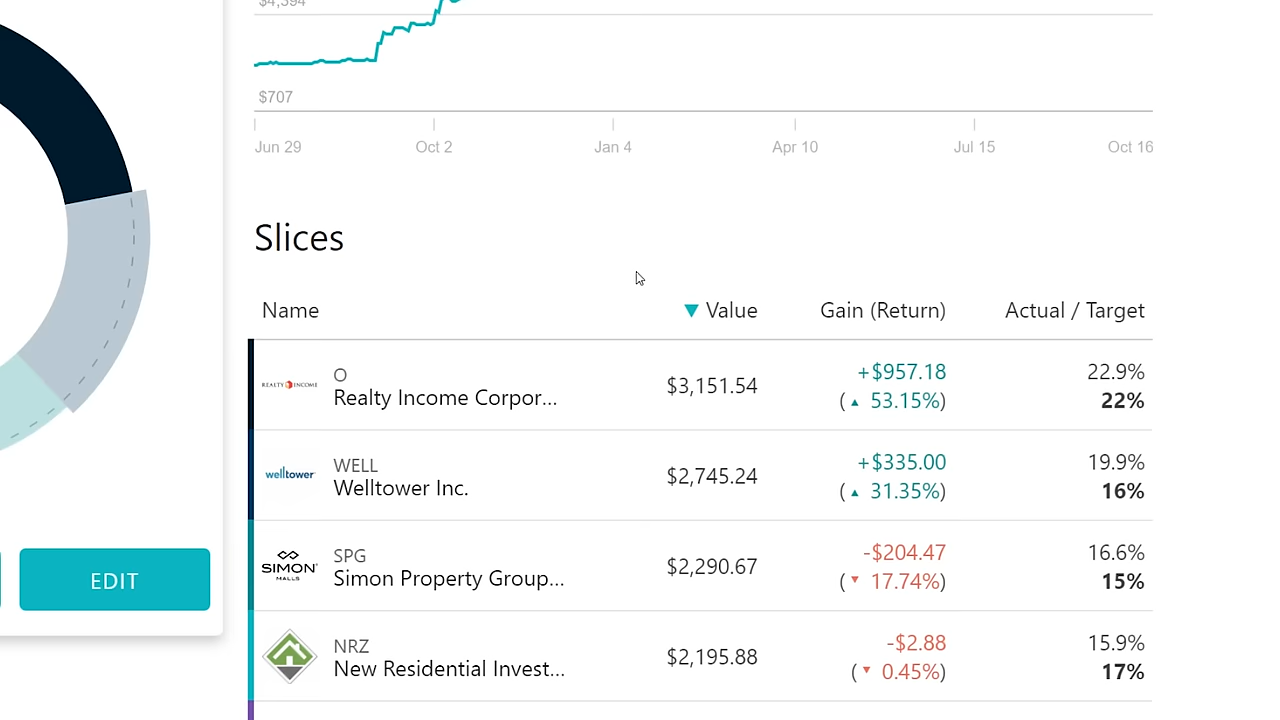 $4,394
$707
Jun 29 Oct 2 Jan 4 Apr 10 Jul 15 Oct 16
Slices
Name ▼ Value Gain (Return) Actual / Target
REALTY INCOME
O
Realty Income Corpor...
$3,151.54
+$957.18
(▲ 53.15%)
22.9%
22%
welltower
WELL
Welltower Inc.
$2,745.24
+$335.00
(▲ 31.35%)
19.9%
16%
SIMON
MALLS
SPG
Simon Property Group...
$2,290.67
-$204.47
(▼ 17.74%)
16.6%
15%
NRZ
New Residential Invest...
$2,195.88
-$2.88
(▼ 0.45%)
15.9%
17%
EDIT